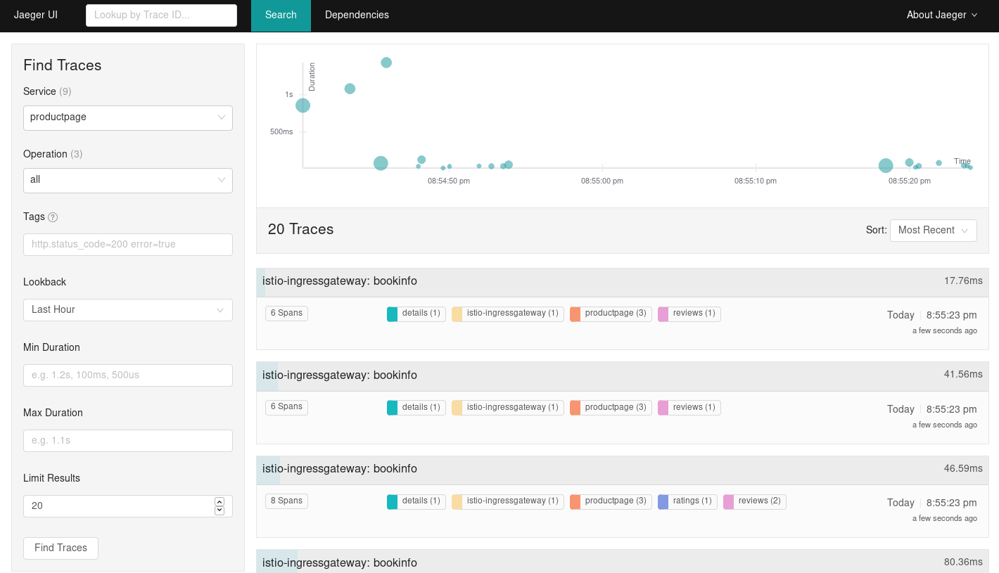 Jaeger UI
Lookup by Trace ID...
Search
Dependencies
About Jaeger
Find Traces
Service (9)
productpage
Operation (3)
all
Tags ?
http.status_code=200 error=true
Lookback
Last Hour
Min Duration
e.g. 1.2s, 100ms, 500us
Max Duration
e.g. 1.1s
Limit Results
20
Find Traces
Duration
1s
500ms
Time
08:54:50 pm
08:55:00 pm
08:55:10 pm
08:55:20 pm
20 Traces
Sort: Most Recent
istio-ingressgateway: bookinfo
17.76ms
6 Spans
details (1)
istio-ingressgateway (1)
productpage (3)
reviews (1)
Today 8:55:23 pm
a few seconds ago
istio-ingressgateway: bookinfo
41.56ms
6 Spans
details (1)
istio-ingressgateway (1)
productpage (3)
reviews (1)
Today 8:55:23 pm
a few seconds ago
istio-ingressgateway: bookinfo
46.59ms
8 Spans
details (1)
istio-ingressgateway (1)
productpage (3)
ratings (1)
reviews (2)
Today 8:55:23 pm
a few seconds ago
istio-ingressgateway: bookinfo
80.36ms